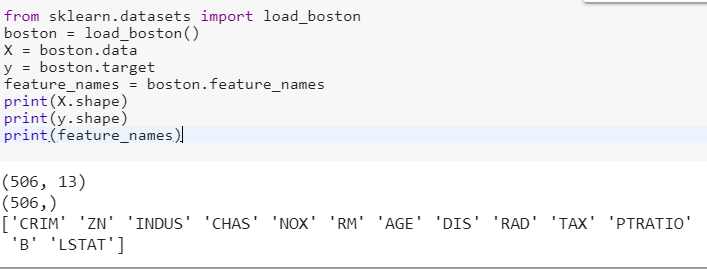 from sklearn.datasets import load_boston
boston = load_boston()
X = boston.data
y = boston.target
feature_names = boston.feature_names
print(X.shape)
print(y.shape)
print(feature_names)
(506, 13)
(506,)
['CRIM' 'ZN' 'INDUS' 'CHAS' 'NOX' 'RM' 'AGE' 'DIS' 'RAD' 'TAX' 'PTRATIO'
 'B' 'LSTAT']